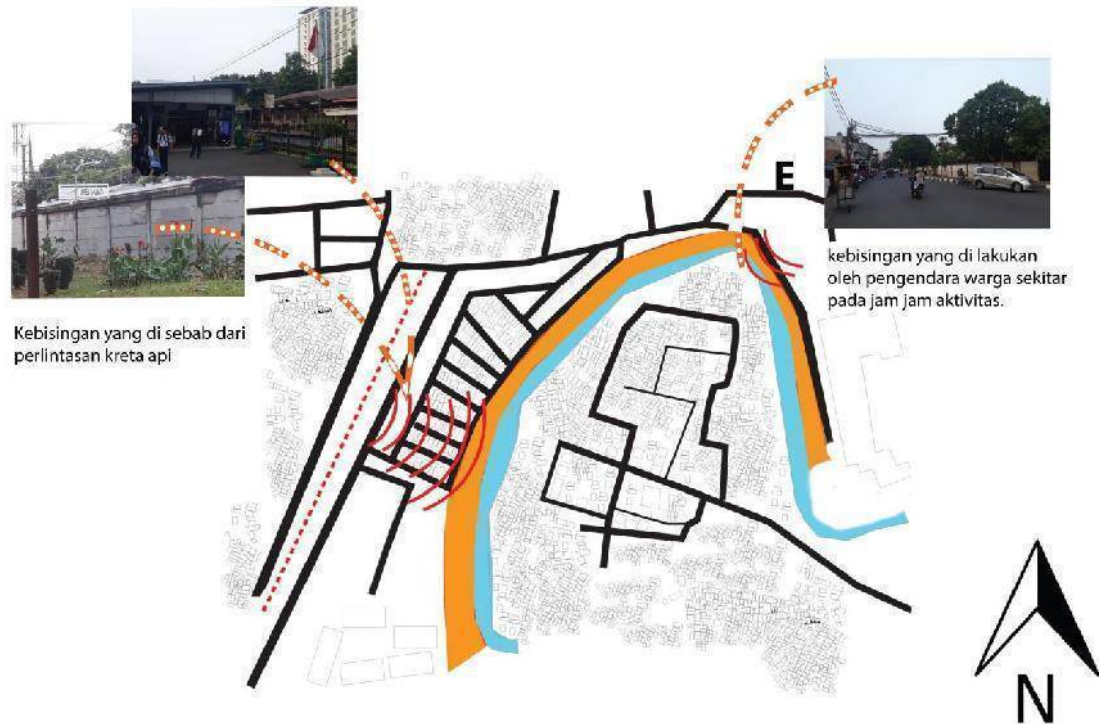 E
kebisingan yang di lakukan
oleh pengendara warga sekitar
pada jam jam aktivitas.
Kebisingan yang di sebab dari
perlintasan kreta api
N